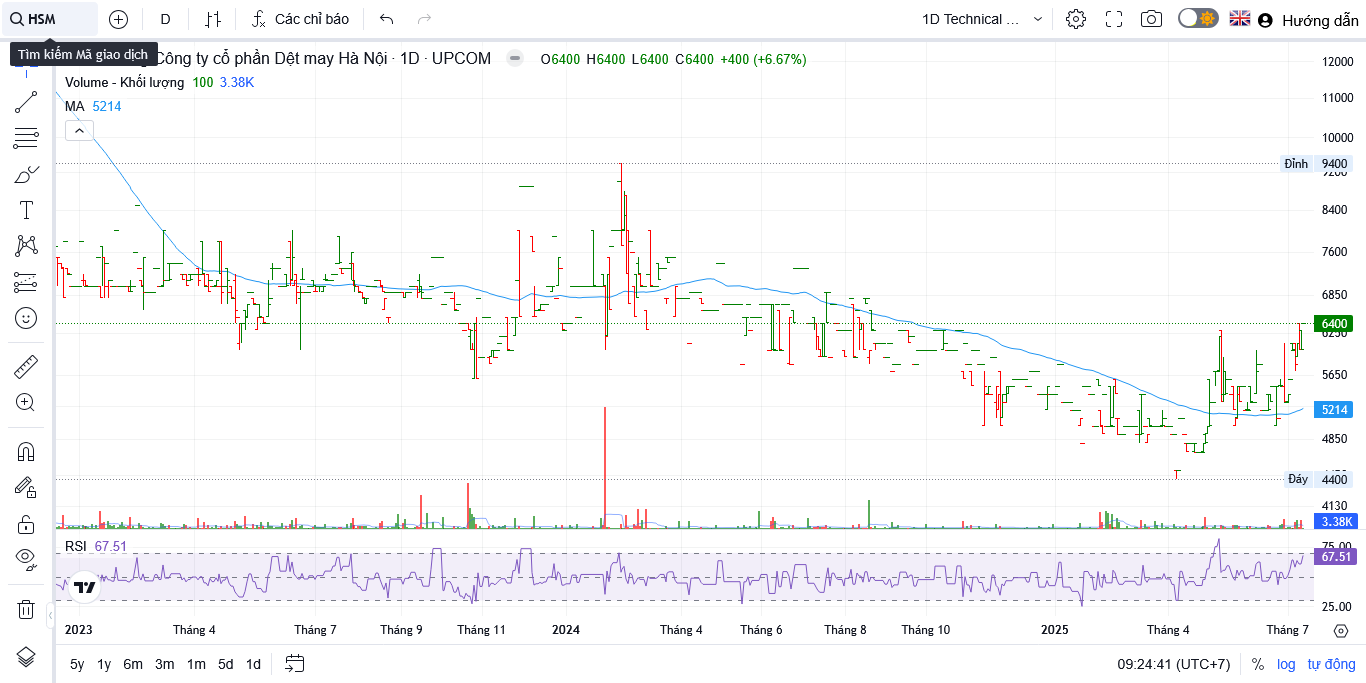 HSM
D
Các chỉ báo
1D Technical ...
Hướng dẫn
Tìm kiếm Mã giao dịch
Công ty cổ phần Dệt may Hà Nội · 1D · UPCOM
O6400 H6400 L6400 C6400 +400 (+6.67%)
Volume - Khối lượng 100 3.38K
MA 5214
12000
11000
10000
Đỉnh 9400
9200
8400
7600
6850
6400
6250
5650
5214
4850
Đáy 4400
4130
3.38K
RSI 67.51
75.00
67.51
25.00
2023 Tháng 4 Tháng 7 Tháng 9 Tháng 11 2024 Tháng 4 Tháng 6 Tháng 8 Tháng 10 2025 Tháng 4 Tháng 7
5y 1y 6m 3m 1m 5d 1d
09:24:41 (UTC+7) % log tự động